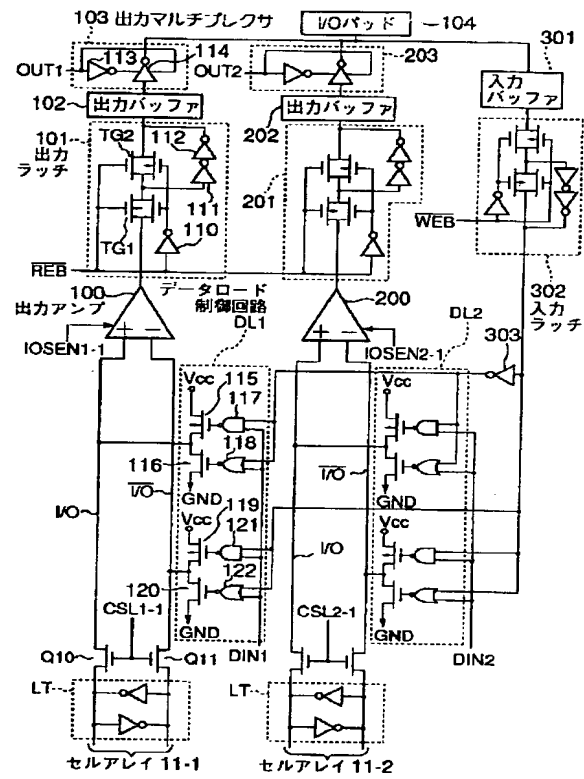 103 出力マルチプレクサ
I/Oパッド
104
113
114
203
301
OUT1
OUT2
入力
バッファ
102
出力バッファ
202
出力バッファ
101
出力
ラッチ
TG2
112
111
110
TG1
201
WEB
REB
302
入力
ラッチ
100
出力アンプ
データロード
制御回路
DL1
200
DL2
303
IOSEN1-1
IOSEN2-1
+ −
+ −
Vcc
115
117
118
116
GND
Vcc
119
121
122
120
GND
Vcc
GND
Vcc
GND
I/O
I/O
I/O
I/O
CSL1-1
CSL2-1
DIN1
DIN2
Q10
Q11
LT
LT
セルアレイ 11-1
セルアレイ 11-2